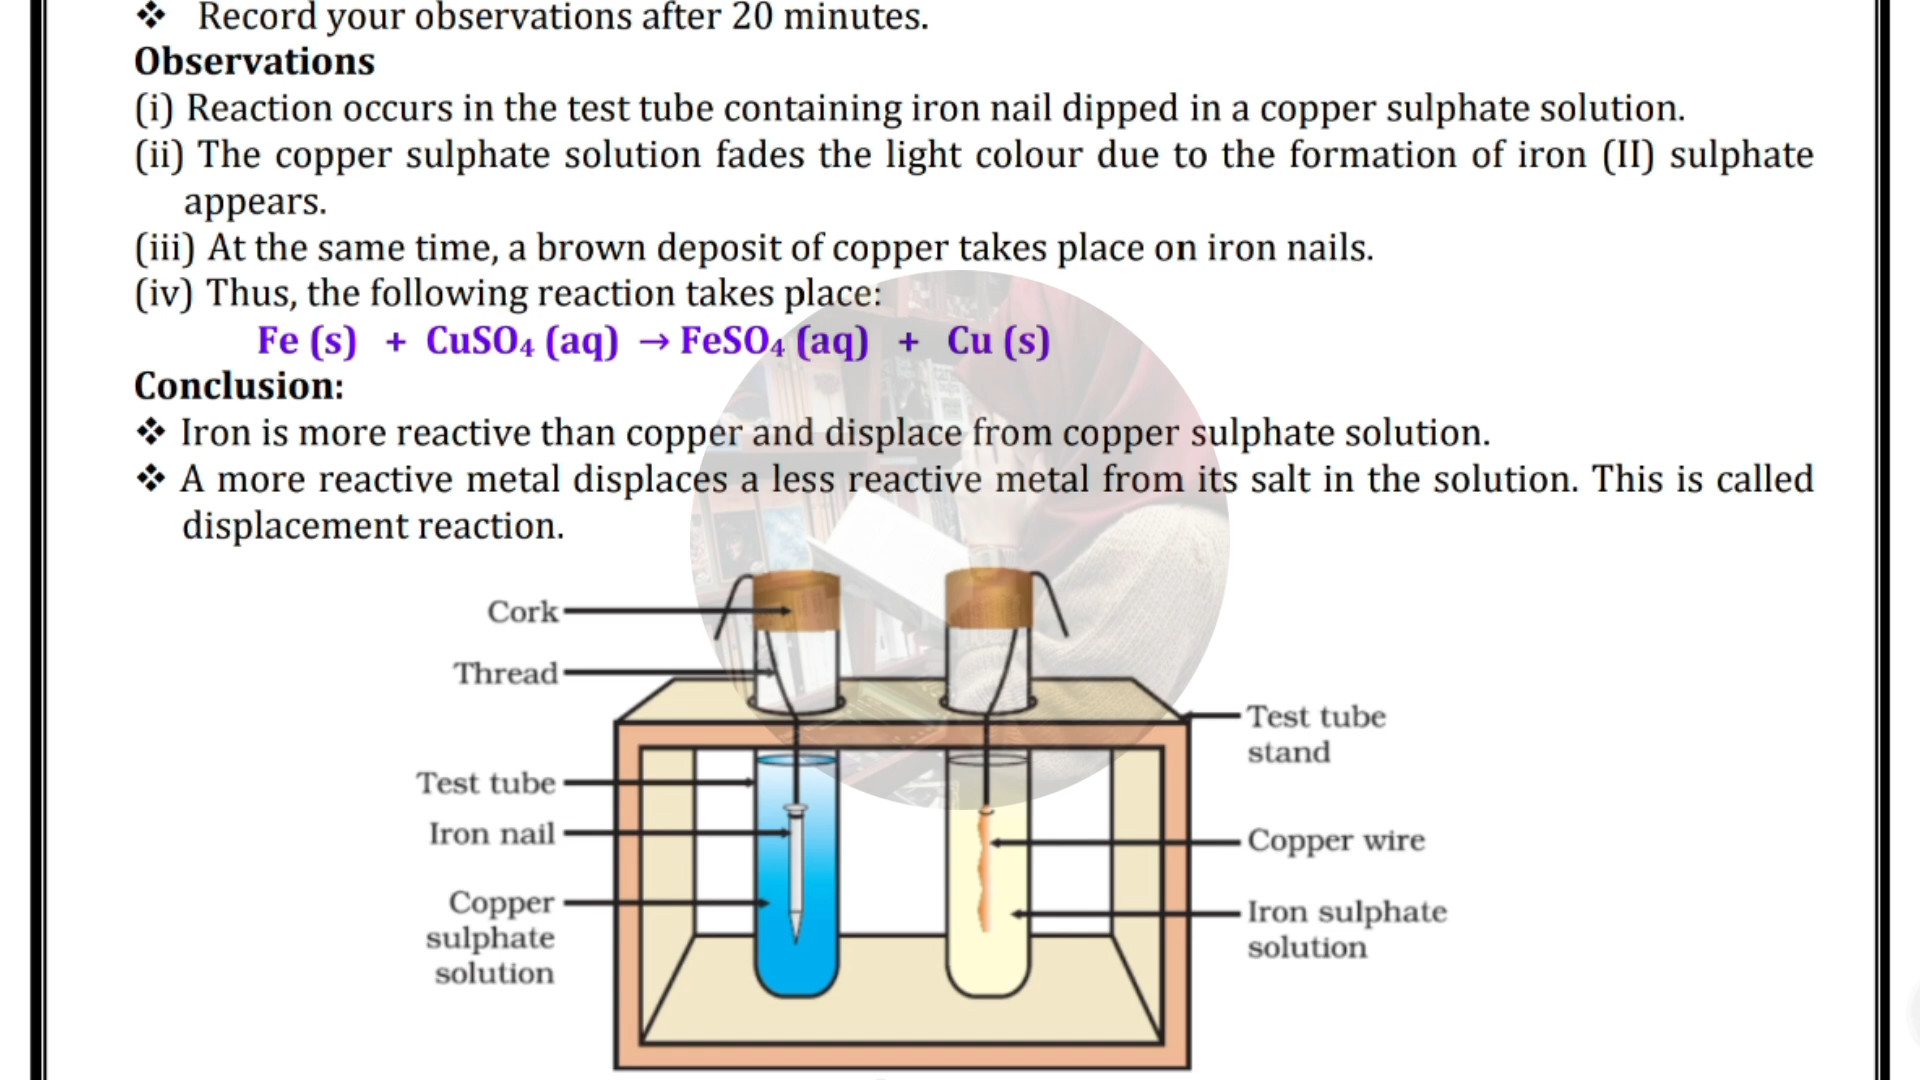 ❖ Record your observations after 20 minutes.
Observations
(i) Reaction occurs in the test tube containing iron nail dipped in a copper sulphate solution.
(ii) The copper sulphate solution fades the light colour due to the formation of iron (II) sulphate
appears.
(iii) At the same time, a brown deposit of copper takes place on iron nails.
(iv) Thus, the following reaction takes place:
Fe (s) + CuSO₄ (aq) → FeSO₄ (aq) + Cu (s)
Conclusion:
❖ Iron is more reactive than copper and displace from copper sulphate solution.
❖ A more reactive metal displaces a less reactive metal from its salt in the solution. This is called
displacement reaction.
Cork
Thread
Test tube
Iron nail
Copper
sulphate
solution
Test tube
stand
Copper wire
Iron sulphate
solution